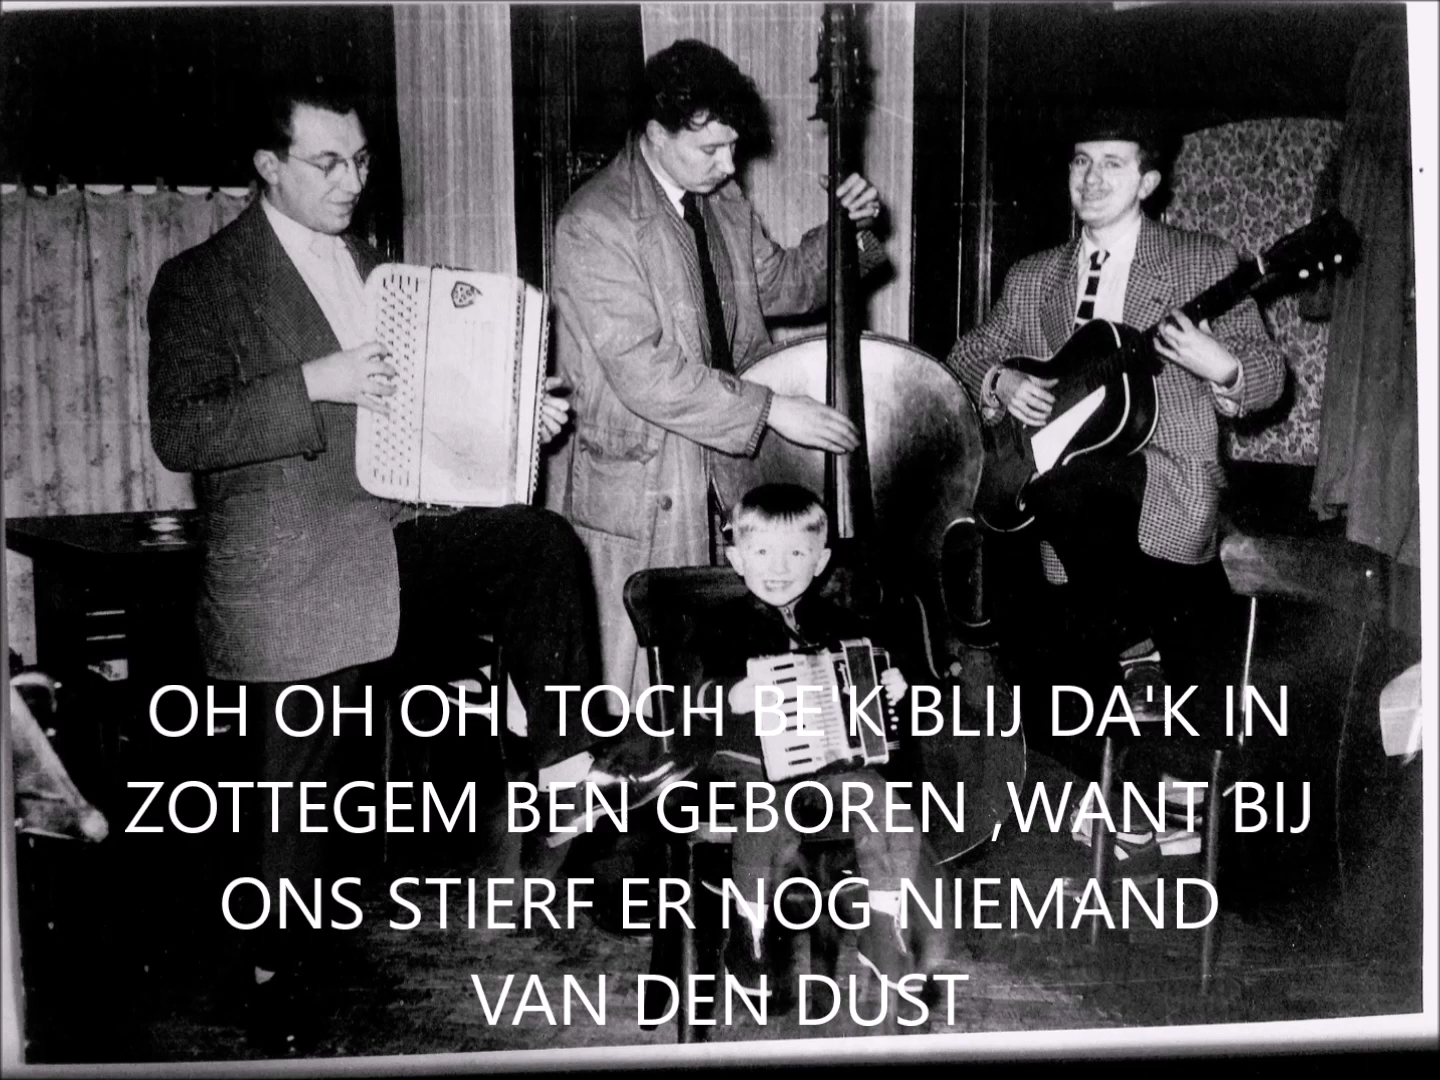 OH OH OH  TOCH BE'K BLIJ DA'K IN
ZOTTEGEM BEN GEBOREN ,WANT BIJ
ONS STIERF ER NOG NIEMAND
VAN DEN DUST